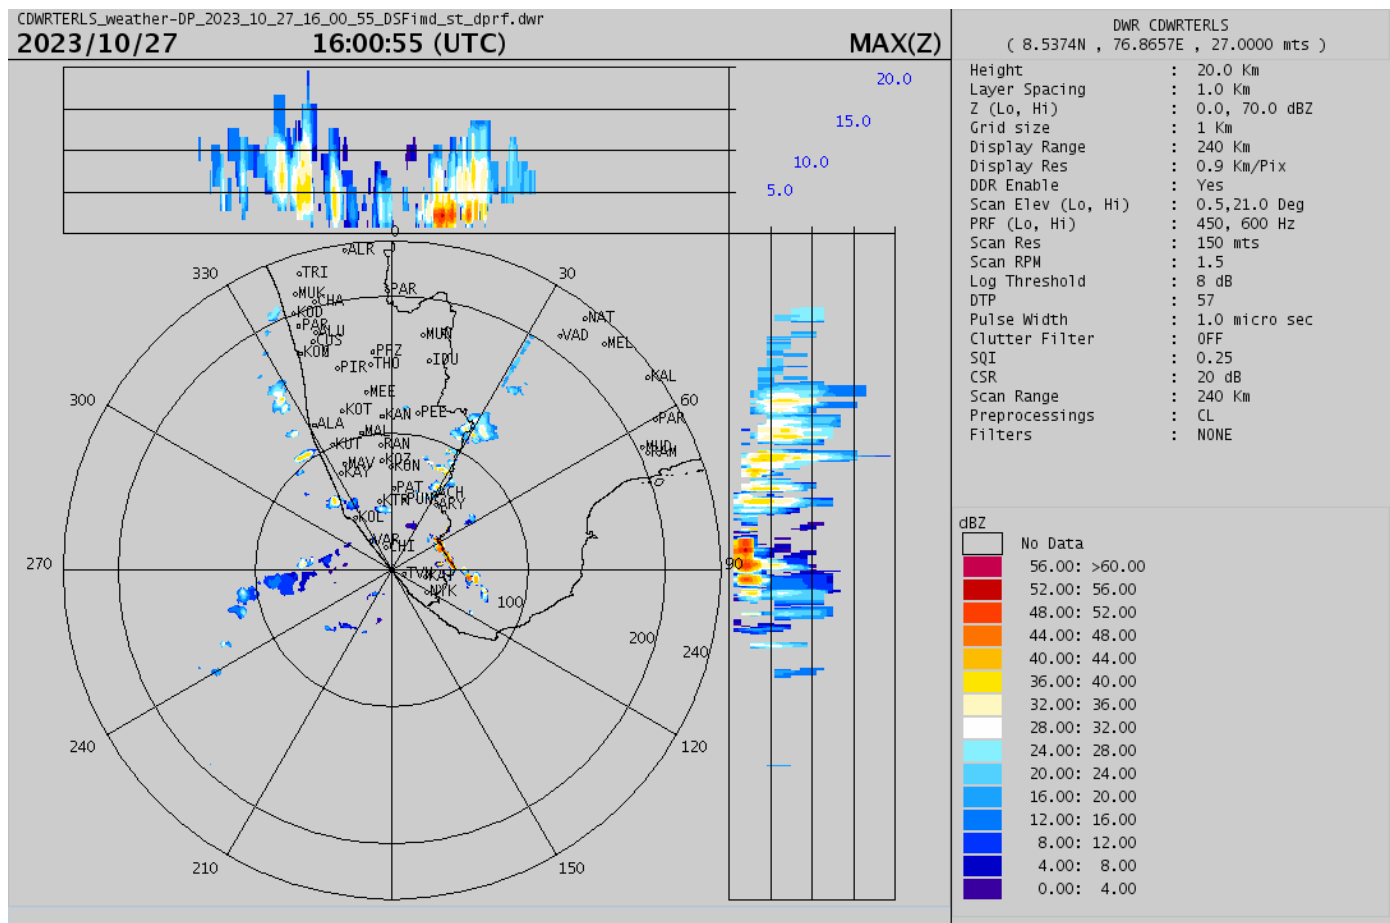 CDWRTERLS_weather-DP_2023_10_27_16_00_55_DSFimd_st_dprf.dwr
2023/10/27 16:00:55 (UTC) MAX(Z)
20.0
15.0
10.0
5.0
0
330
30
300
60
270
90
240
120
210
150
100
200
240
ALR
TRI
PAR
MUK
CHA
KOD
NAT
PAR
ALU
MUN
VAD
CUS
MEL
KOM
PFZ
IDU
PIR
THO
KAL
MEE
KOT
KAN
PEE
PAR
ALA
MAL
KUT
RAN
MUD
RAM
MAV
KOZ
KON
KAY
PAT
ACH
KTR
PUN
ARY
KOL
VAR
CHI
TVM
KAT
NYK
DWR CDWRTERLS
( 8.5374N , 76.8657E , 27.0000 mts )
Height : 20.0 Km
Layer Spacing : 1.0 Km
Z (Lo, Hi) : 0.0, 70.0 dBZ
Grid size : 1 Km
Display Range : 240 Km
Display Res : 0.9 Km/Pix
DDR Enable : Yes
Scan Elev (Lo, Hi) : 0.5,21.0 Deg
PRF (Lo, Hi) : 450, 600 Hz
Scan Res : 150 mts
Scan RPM : 1.5
Log Threshold : 8 dB
DTP : 57
Pulse Width : 1.0 micro sec
Clutter Filter : OFF
SQI : 0.25
CSR : 20 dB
Scan Range : 240 Km
Preprocessings : CL
Filters : NONE
dBZ
No Data
56.00: >60.00
52.00: 56.00
48.00: 52.00
44.00: 48.00
40.00: 44.00
36.00: 40.00
32.00: 36.00
28.00: 32.00
24.00: 28.00
20.00: 24.00
16.00: 20.00
12.00: 16.00
8.00: 12.00
4.00: 8.00
0.00: 4.00